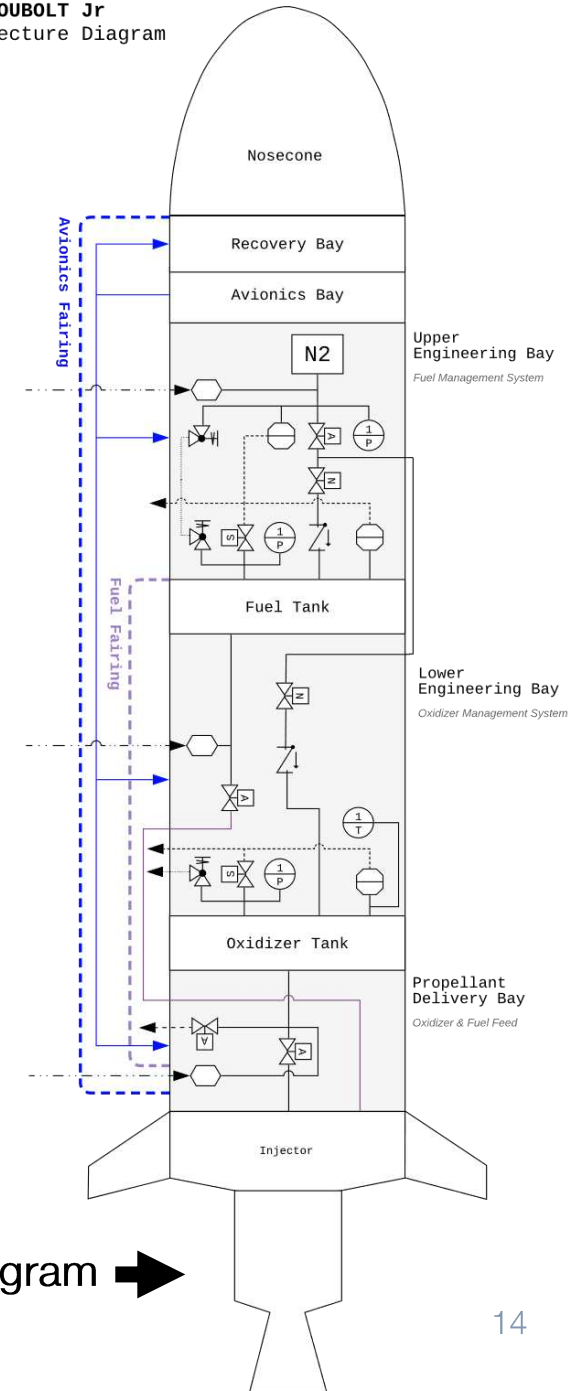 OUBOLT Jr
ecture Diagram
Nosecone
Avionics Fairing
Recovery Bay
Avionics Bay
Upper
Engineering Bay
Fuel Management System
N2
A
1
P
N
S
1
P
Fuel Fairing
Fuel Tank
Lower
Engineering Bay
Oxidizer Management System
N
A
1
T
S
1
P
Oxidizer Tank
Propellant
Delivery Bay
Oxidizer & Fuel Feed
A
A
Injector
gram
14